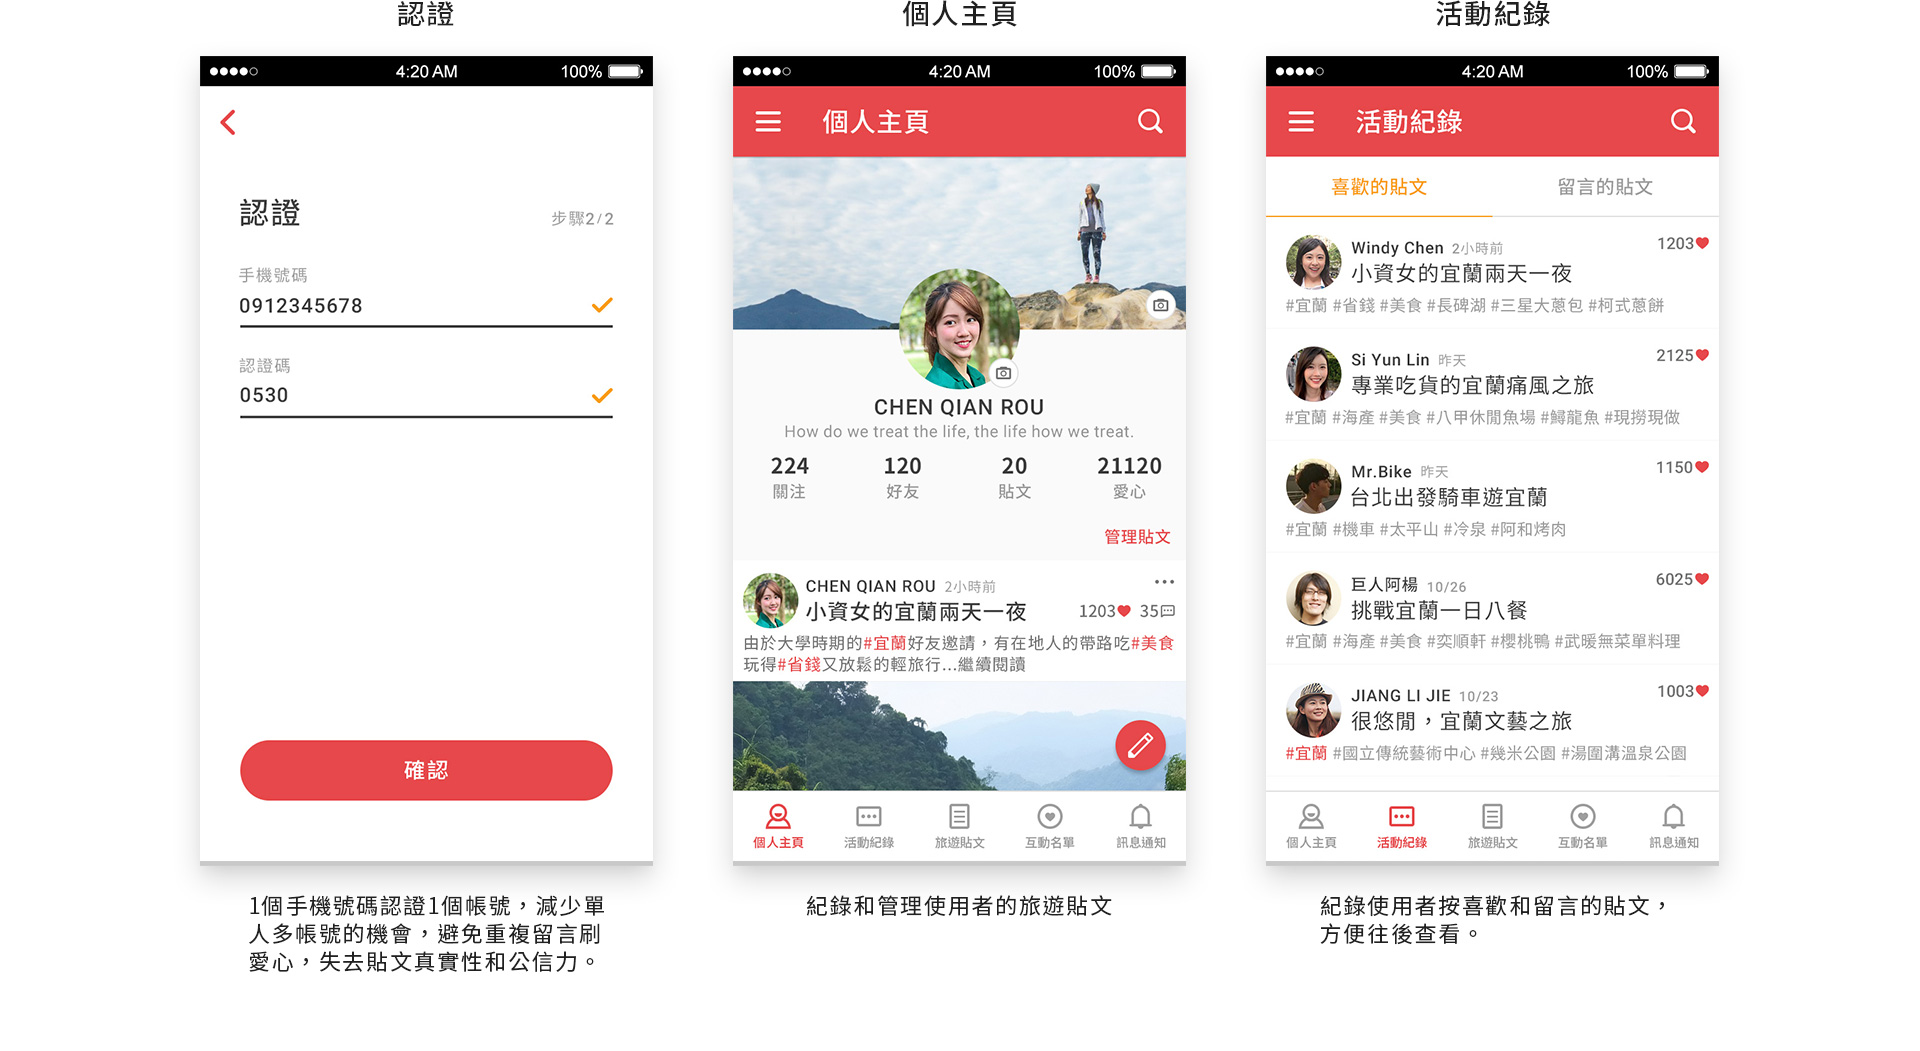 認證
4:20 AM
100%
認證
步驟2/2
手機號碼
0912345678
認證碼
0530
確認
1個手機號碼認證1個帳號，減少單
人多帳號的機會，避免重複留言刷
愛心，失去貼文真實性和公信力。
個人主頁
4:20 AM
100%
個人主頁
CHEN QIAN ROU
How do we treat the life, the life how we treat.
224 120 20 21120
關注 好友 貼文 愛心
管理貼文
CHEN QIAN ROU 2小時前
小資女的宜蘭兩天一夜 1203 35
由於大學時期的#宜蘭好友邀請，有在地人的帶路吃#美食
玩得#省錢又放鬆的輕旅行...繼續閱讀
個人主頁 活動紀錄 旅遊貼文 互動名單 訊息通知
紀錄和管理使用者的旅遊貼文
活動紀錄
4:20 AM
100%
活動紀錄
喜歡的貼文 留言的貼文
Windy Chen 2小時前 1203
小資女的宜蘭兩天一夜
#宜蘭 #省錢 #美食 #長碑湖 #三星大蔥包 #柯式蔥餅
Si Yun Lin 昨天 2125
專業吃貨的宜蘭痛風之旅
#宜蘭 #海產 #美食 #八甲休閒魚場 #鱘龍魚 #現撈現做
Mr.Bike 昨天 1150
台北出發騎車遊宜蘭
#宜蘭 #機車 #太平山 #冷泉 #阿和烤肉
巨人阿楊 10/26 6025
挑戰宜蘭一日八餐
#宜蘭 #海產 #美食 #奕順軒 #櫻桃鴨 #武暖無菜單料理
JIANG LI JIE 10/23 1003
很悠閒，宜蘭文藝之旅
#宜蘭 #國立傳統藝術中心 #幾米公園 #湯圍溝溫泉公園
個人主頁 活動紀錄 旅遊貼文 互動名單 訊息通知
紀錄使用者按喜歡和留言的貼文，
方便往後查看。